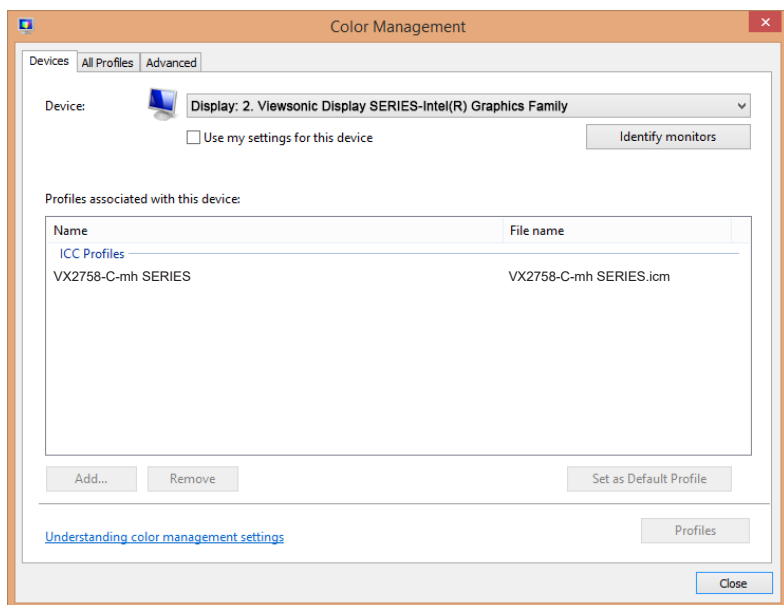 Color Management
Devices All Profiles Advanced
Device: Display: 2. Viewsonic Display SERIES-Intel(R) Graphics Family
Use my settings for this device Identify monitors
Profiles associated with this device:
Name File name
ICC Profiles
VX2758-C-mh SERIES VX2758-C-mh SERIES.icm
Add... Remove Set as Default Profile
Understanding color management settings Profiles
Close